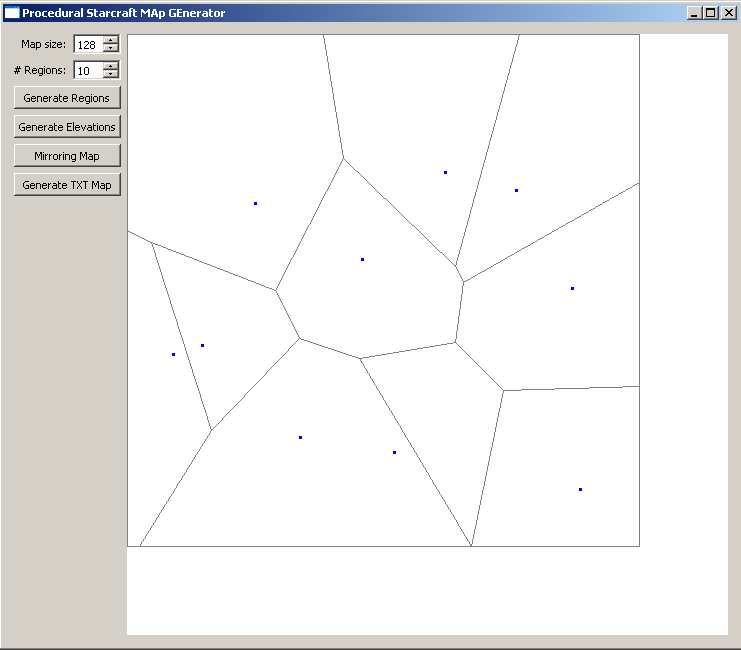 Procedural Starcraft MAp GEnerator
Map size: 128
# Regions: 10
Generate Regions
Generate Elevations
Mirroring Map
Generate TXT Map